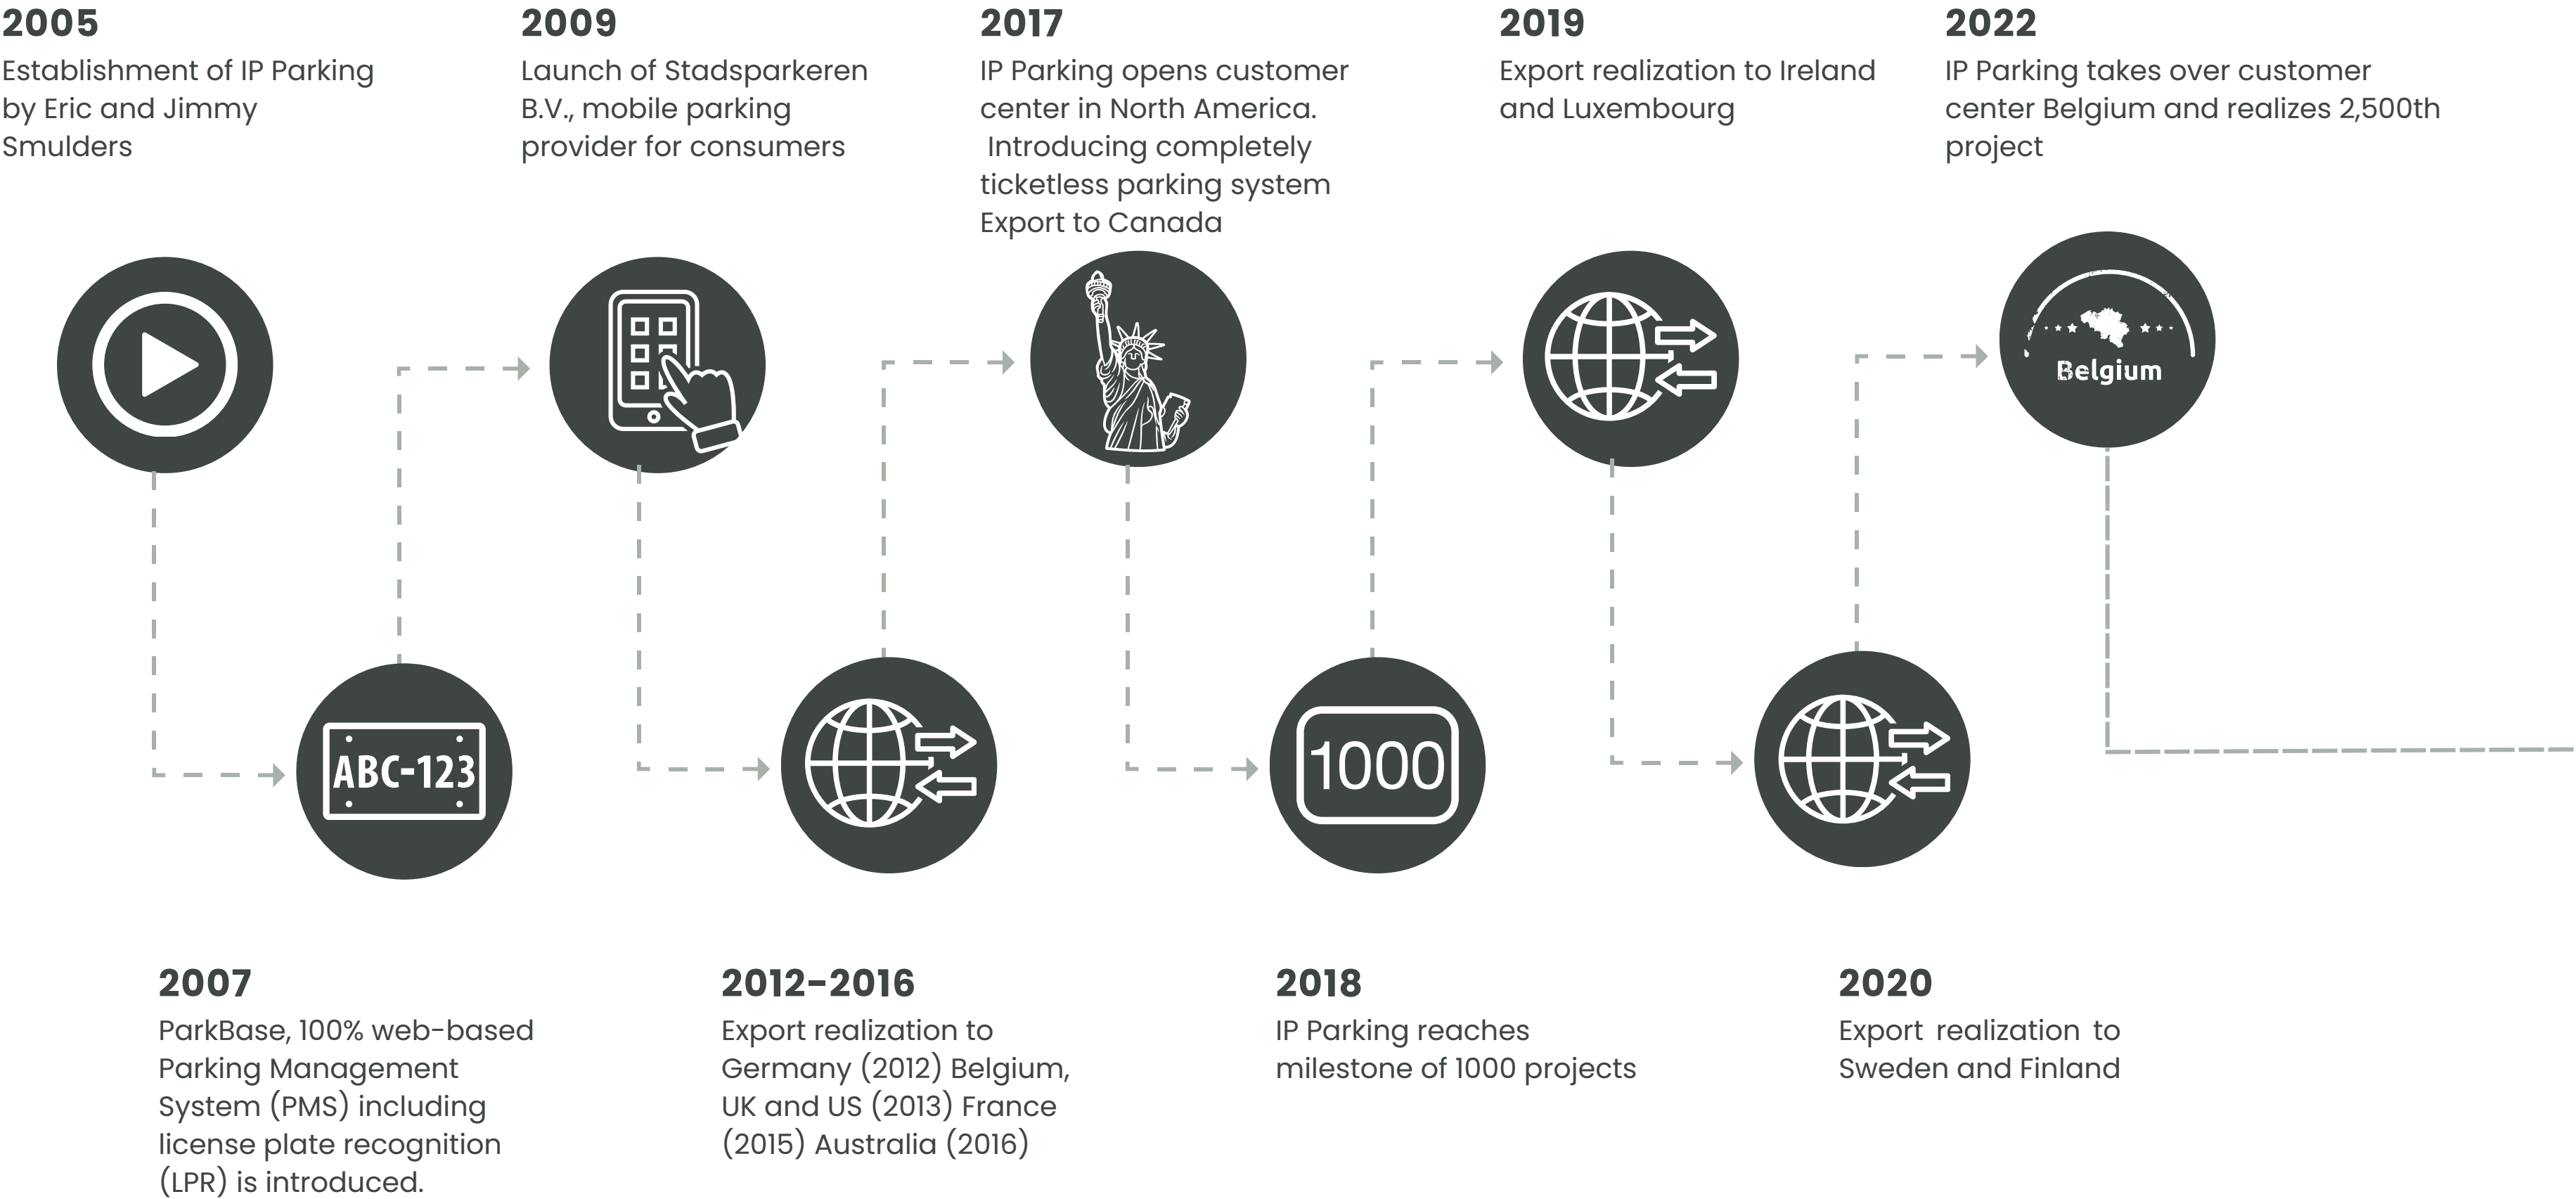 2005
Establishment of IP Parking
by Eric and Jimmy
Smulders
2009
Launch of Stadsparkeren
B.V., mobile parking
provider for consumers
2017
IP Parking opens customer
center in North America.
Introducing completely
ticketless parking system
Export to Canada
2019
Export realization to Ireland
and Luxembourg
2022
IP Parking takes over customer
center Belgium and realizes 2,500th
project
Belgium
ABC-123
1000
2007
ParkBase, 100% web-based
Parking Management
System (PMS) including
license plate recognition
(LPR) is introduced.
2012-2016
Export realization to
Germany (2012) Belgium,
UK and US (2013) France
(2015) Australia (2016)
2018
IP Parking reaches
milestone of 1000 projects
2020
Export realization to
Sweden and Finland